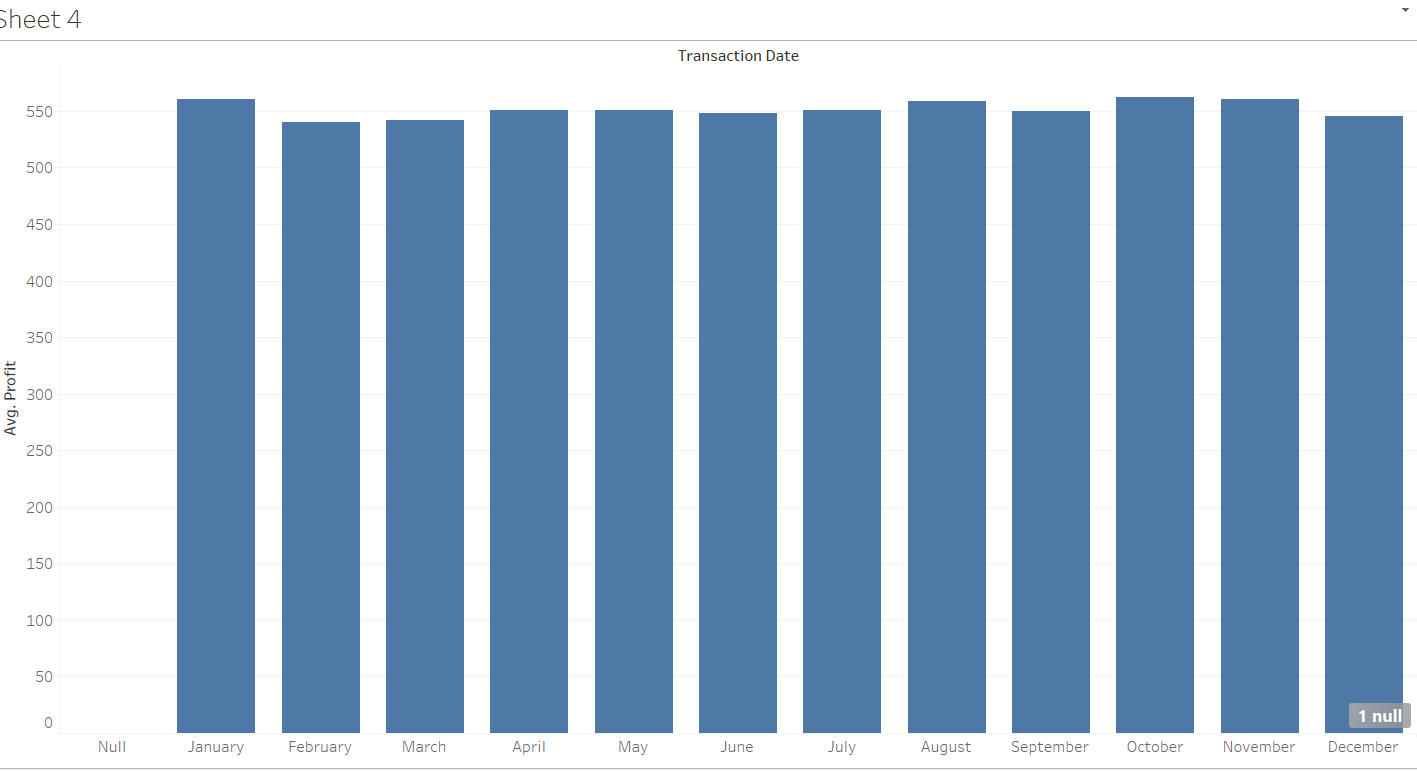 Sheet 4
Transaction Date
Avg. Profit
550
500
450
400
350
300
250
200
150
100
50
0
1 null
Null January February March April May June July August September October November December